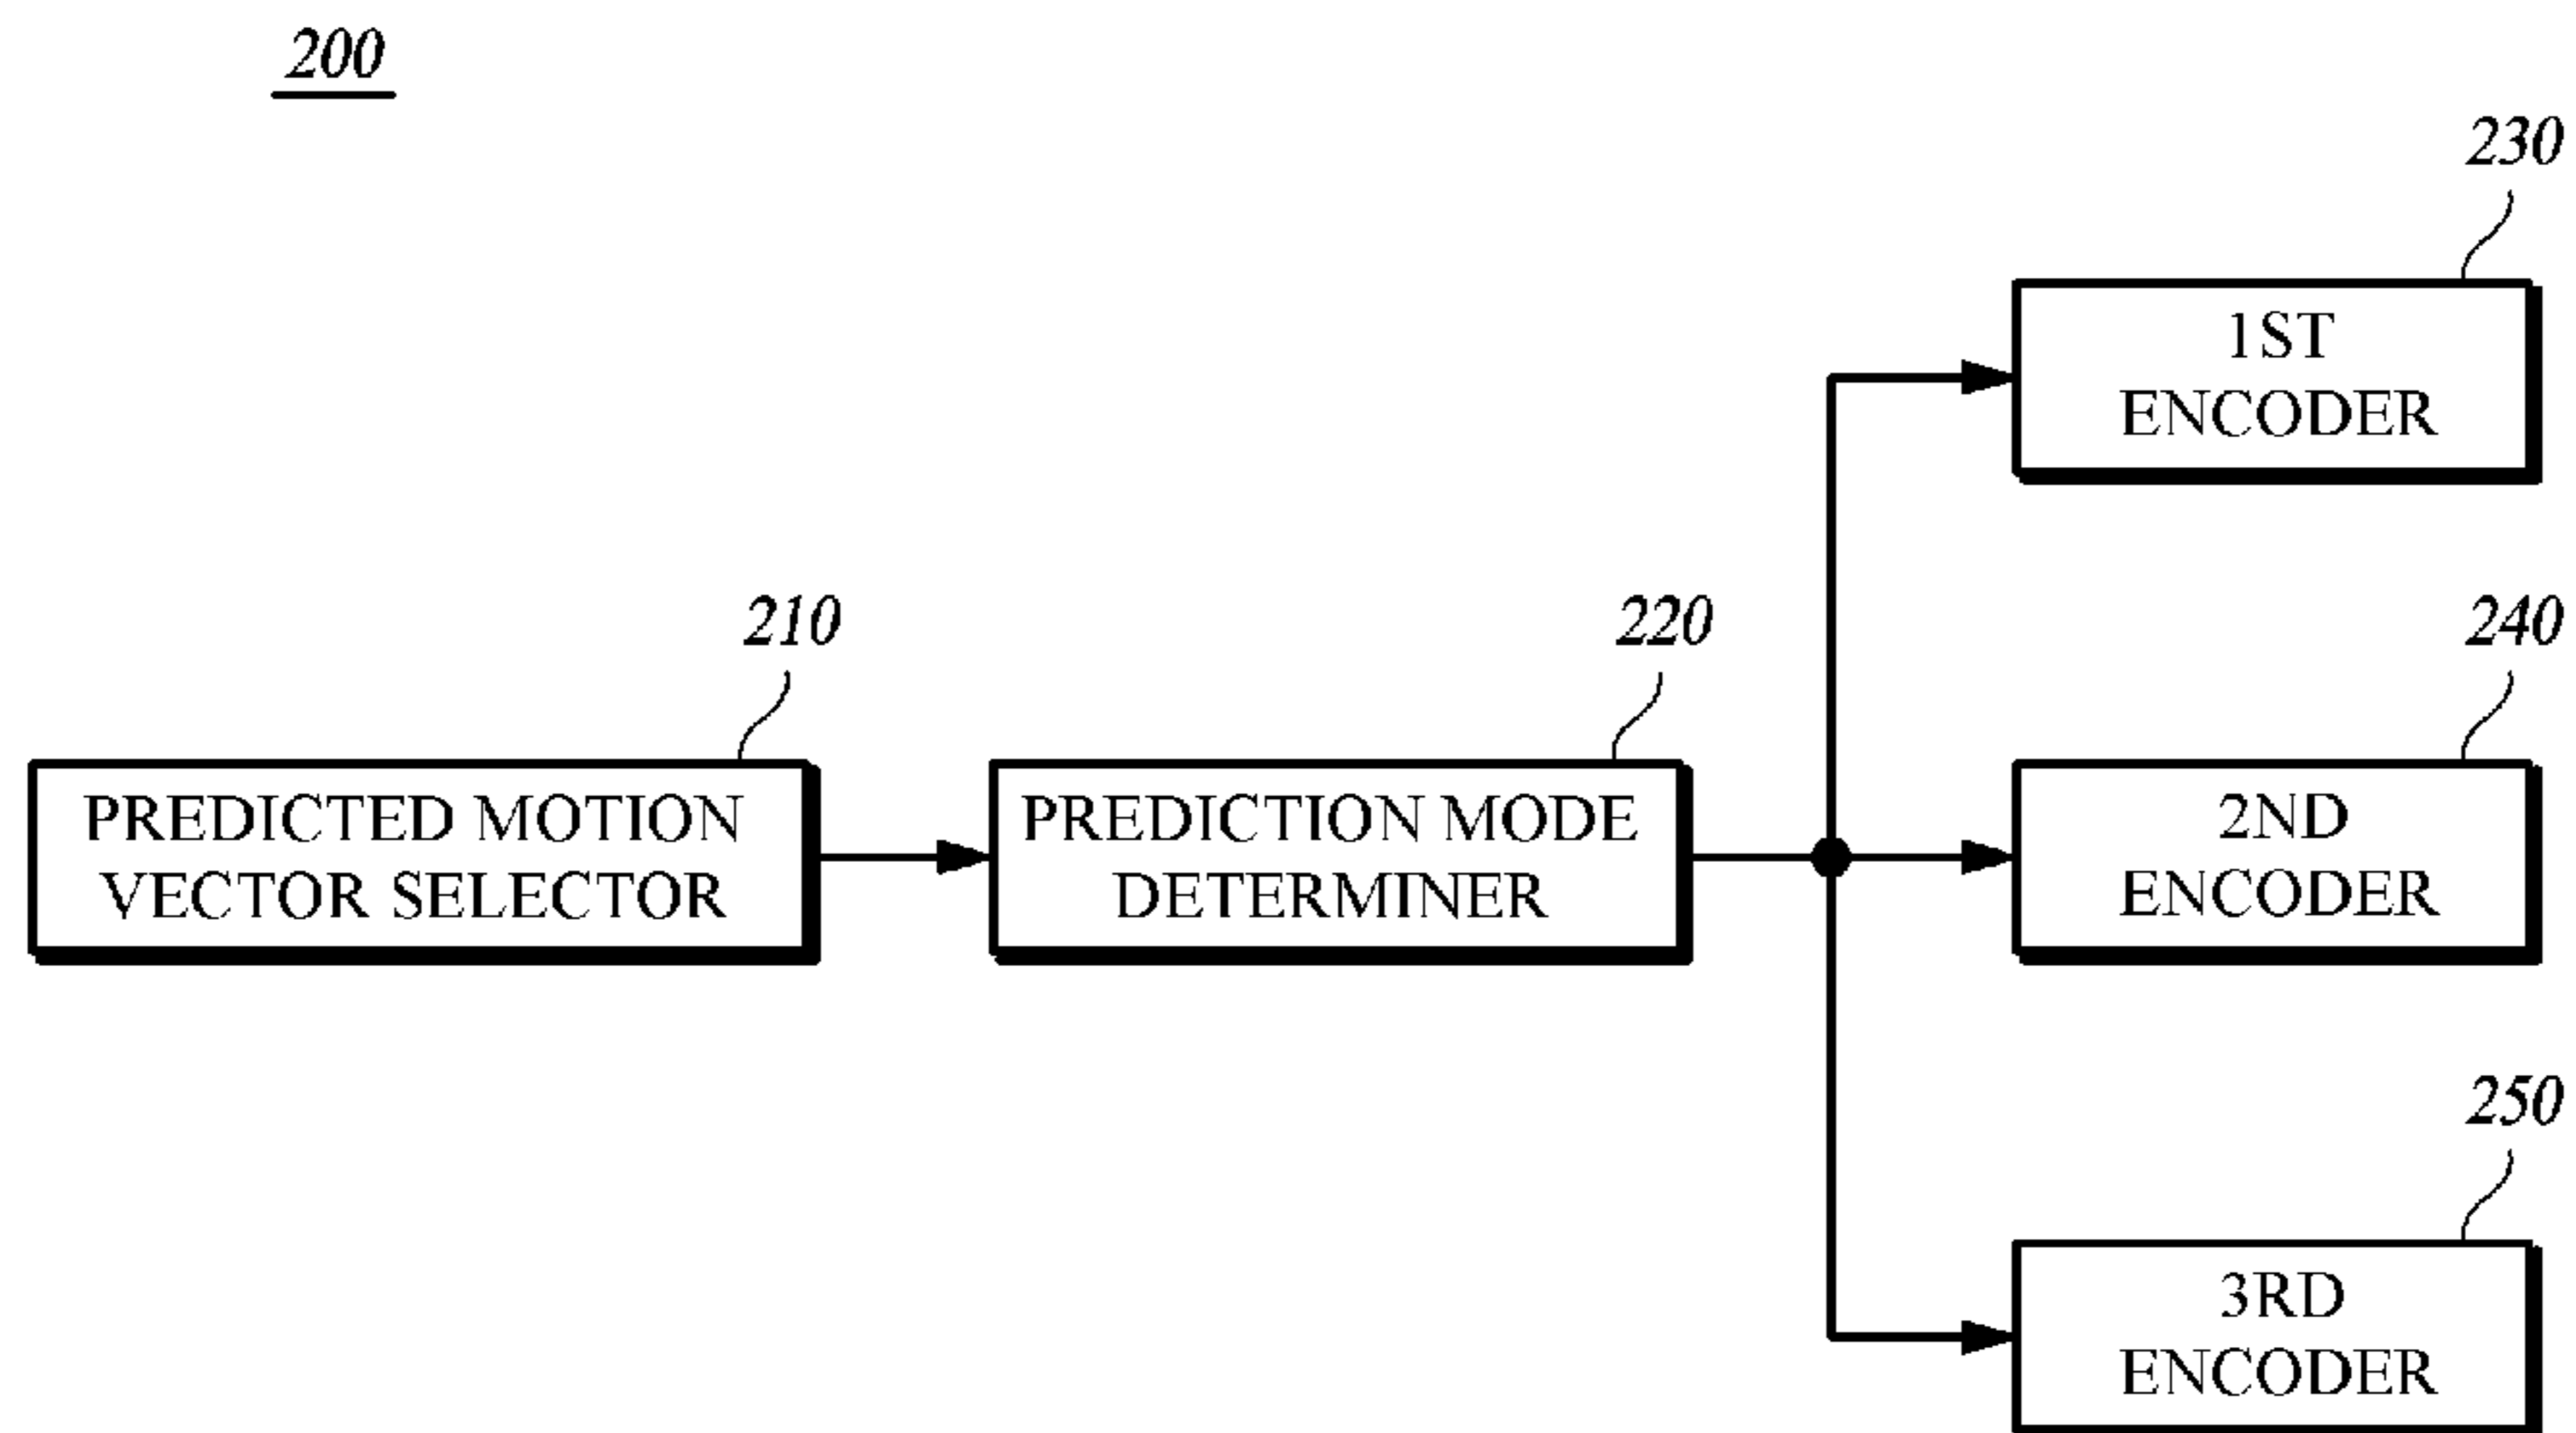 200
230
1ST
ENCODER
210
220
240
PREDICTED MOTION
VECTOR SELECTOR
PREDICTION MODE
DETERMINER
2ND
ENCODER
250
3RD
ENCODER